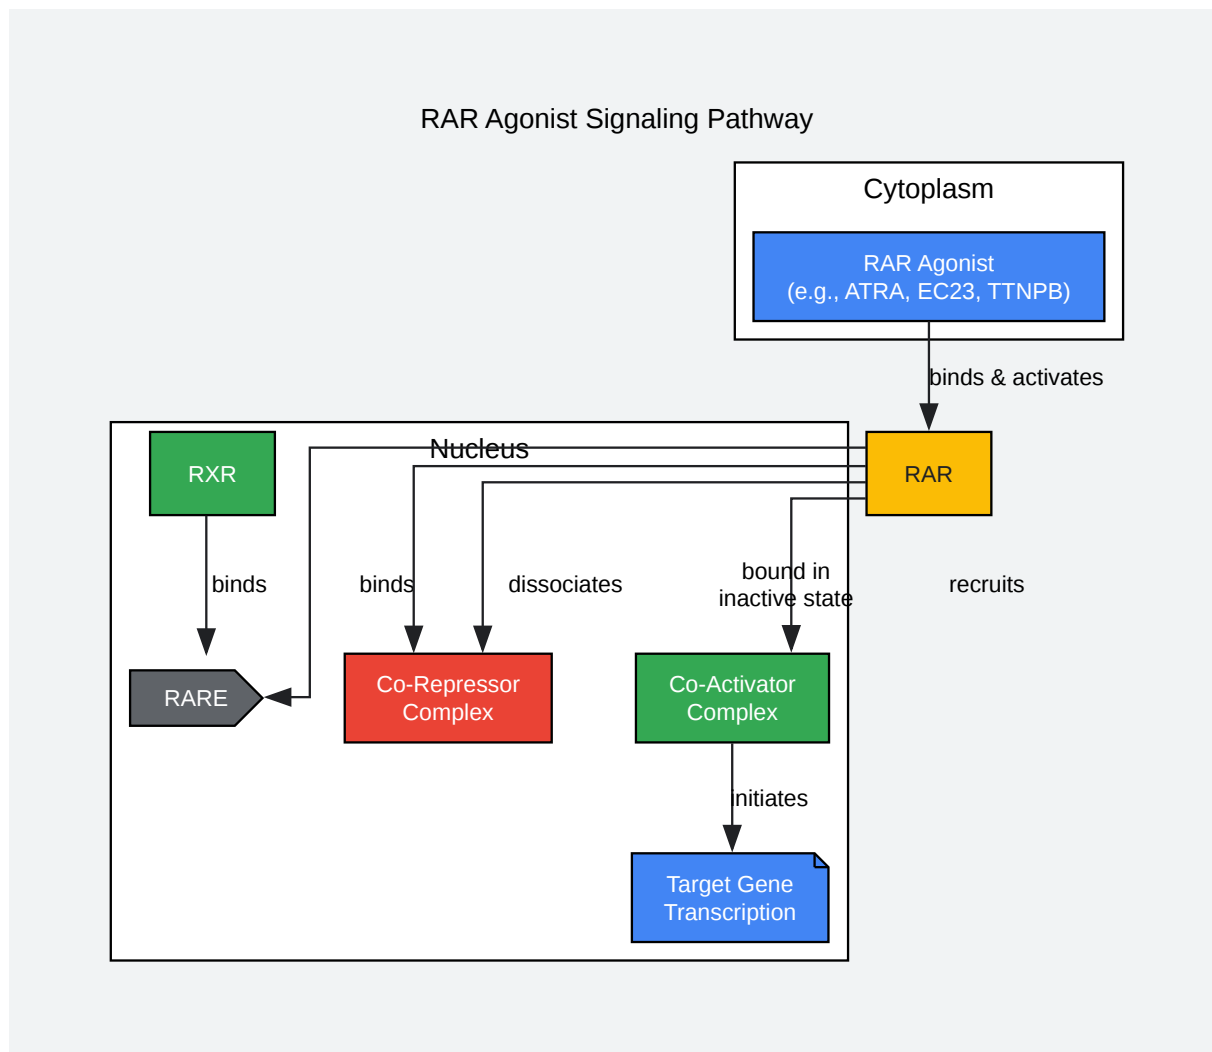 RAR Agonist Signaling Pathway
Cytoplasm
RAR Agonist
(e.g., ATRA, EC23, TTNPB)
binds & activates
Nucleus
RXR
RAR
binds
binds
dissociates
bound in
inactive state
recruits
RARE
Co-Repressor
Complex
Co-Activator
Complex
initiates
Target Gene
Transcription